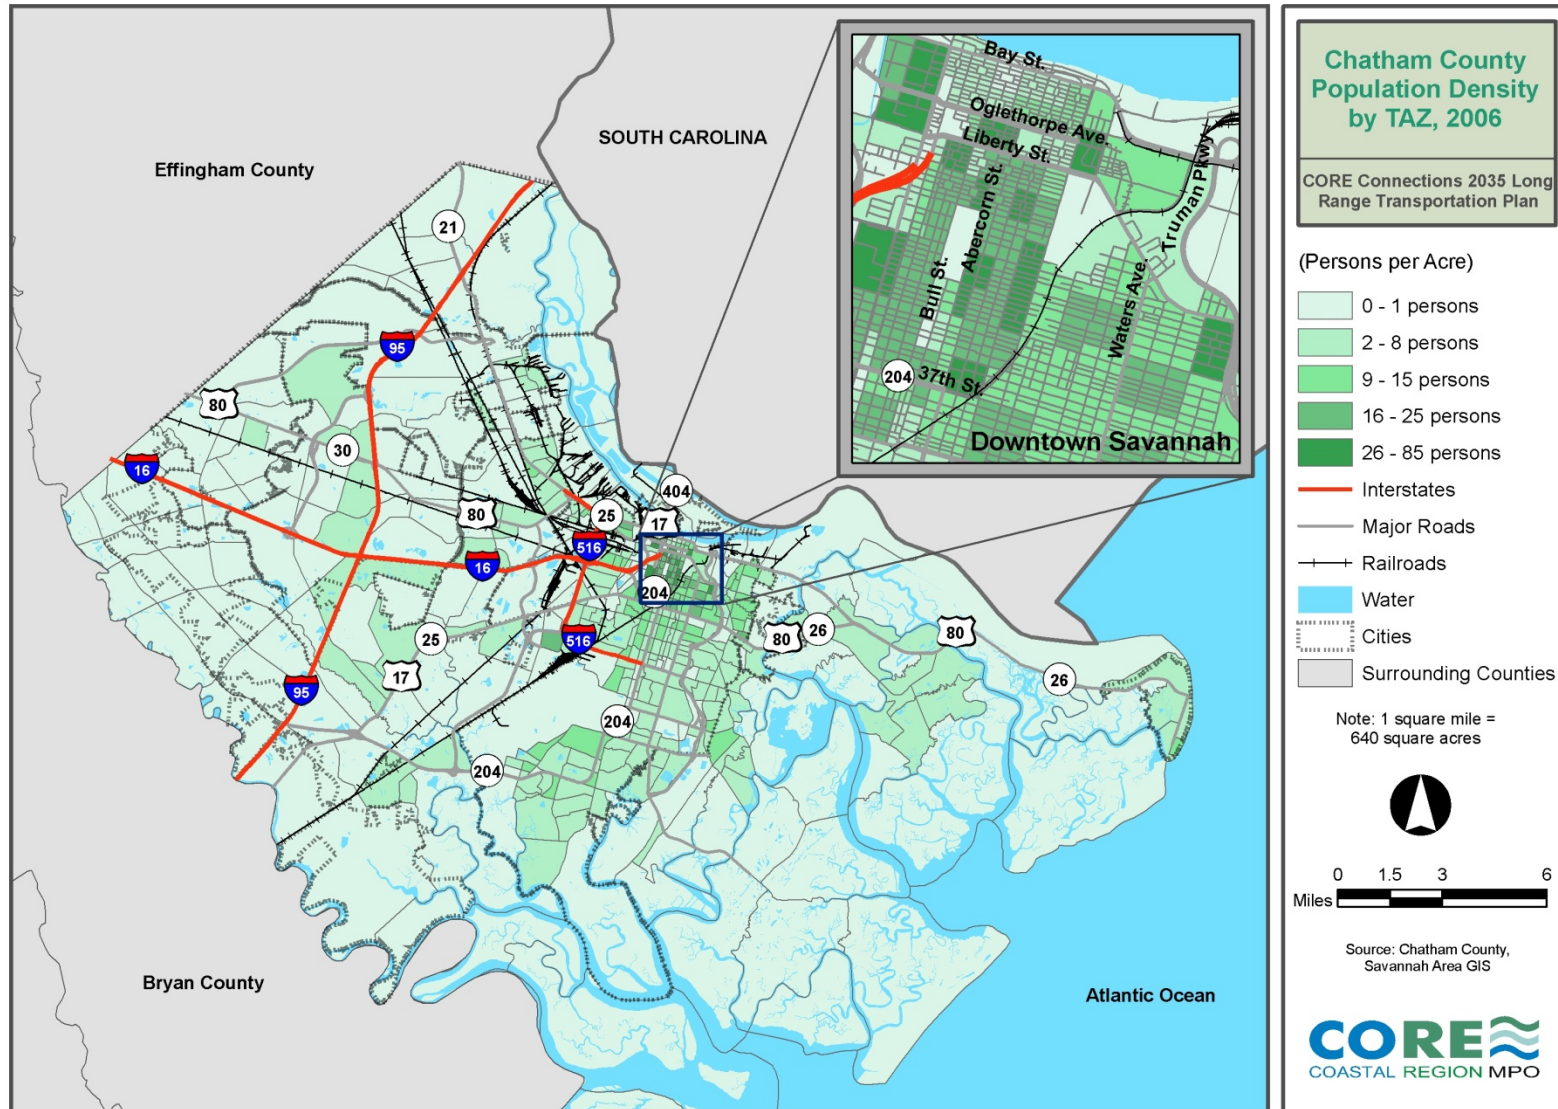 Chatham County
Population Density
by TAZ, 2006
CORE Connections 2035 Long
Range Transportation Plan
(Persons per Acre)
0 - 1 persons
2 - 8 persons
9 - 15 persons
16 - 25 persons
26 - 85 persons
Interstates
Major Roads
Railroads
Water
Cities
Surrounding Counties
Note: 1 square mile =
640 square acres
0 1.5 3 6
Miles
Source: Chatham County,
Savannah Area GIS
CORE
COASTAL REGION MPO
SOUTH CAROLINA
Effingham County
Bryan County
Atlantic Ocean
21
95
80
30
16
80
16
25
516
404
17
204
516
25
17
95
204
204
80
26
80
26
Bay St.
Oglethorpe Ave.
Liberty St.
Abercorn St.
Bull St.
Truman Pkwy
Waters Ave.
204
37th St.
Downtown Savannah